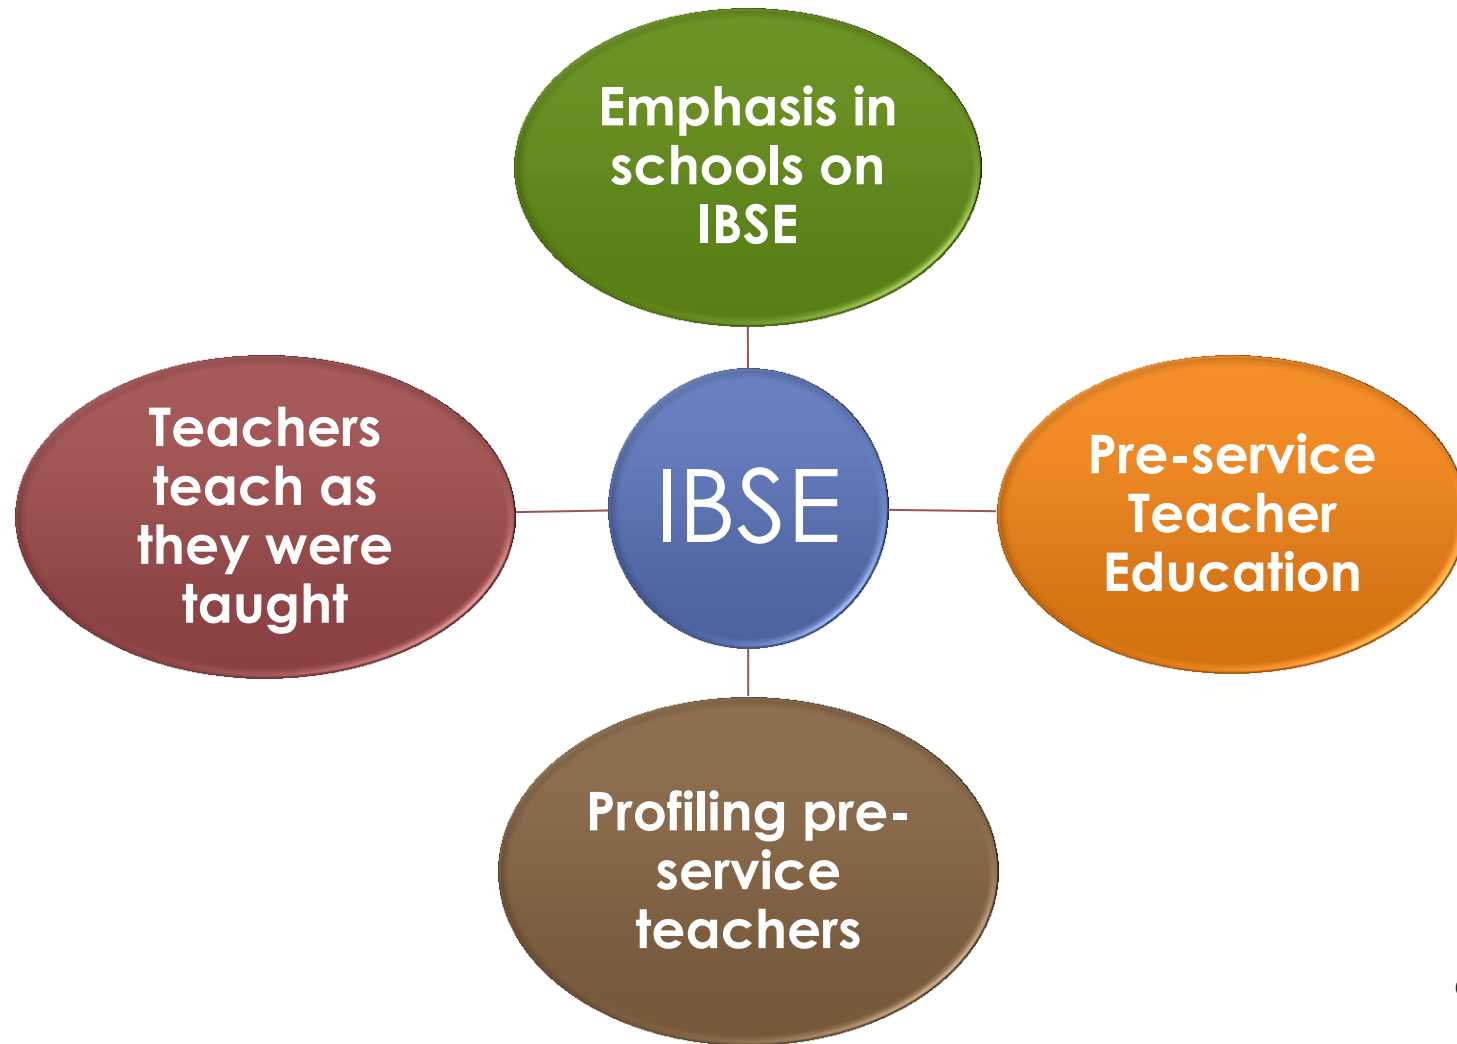 Emphasis in
schools on
IBSE
Teachers
teach as
they were
taught
IBSE
Pre-service
Teacher
Education
Profiling pre-
service
teachers